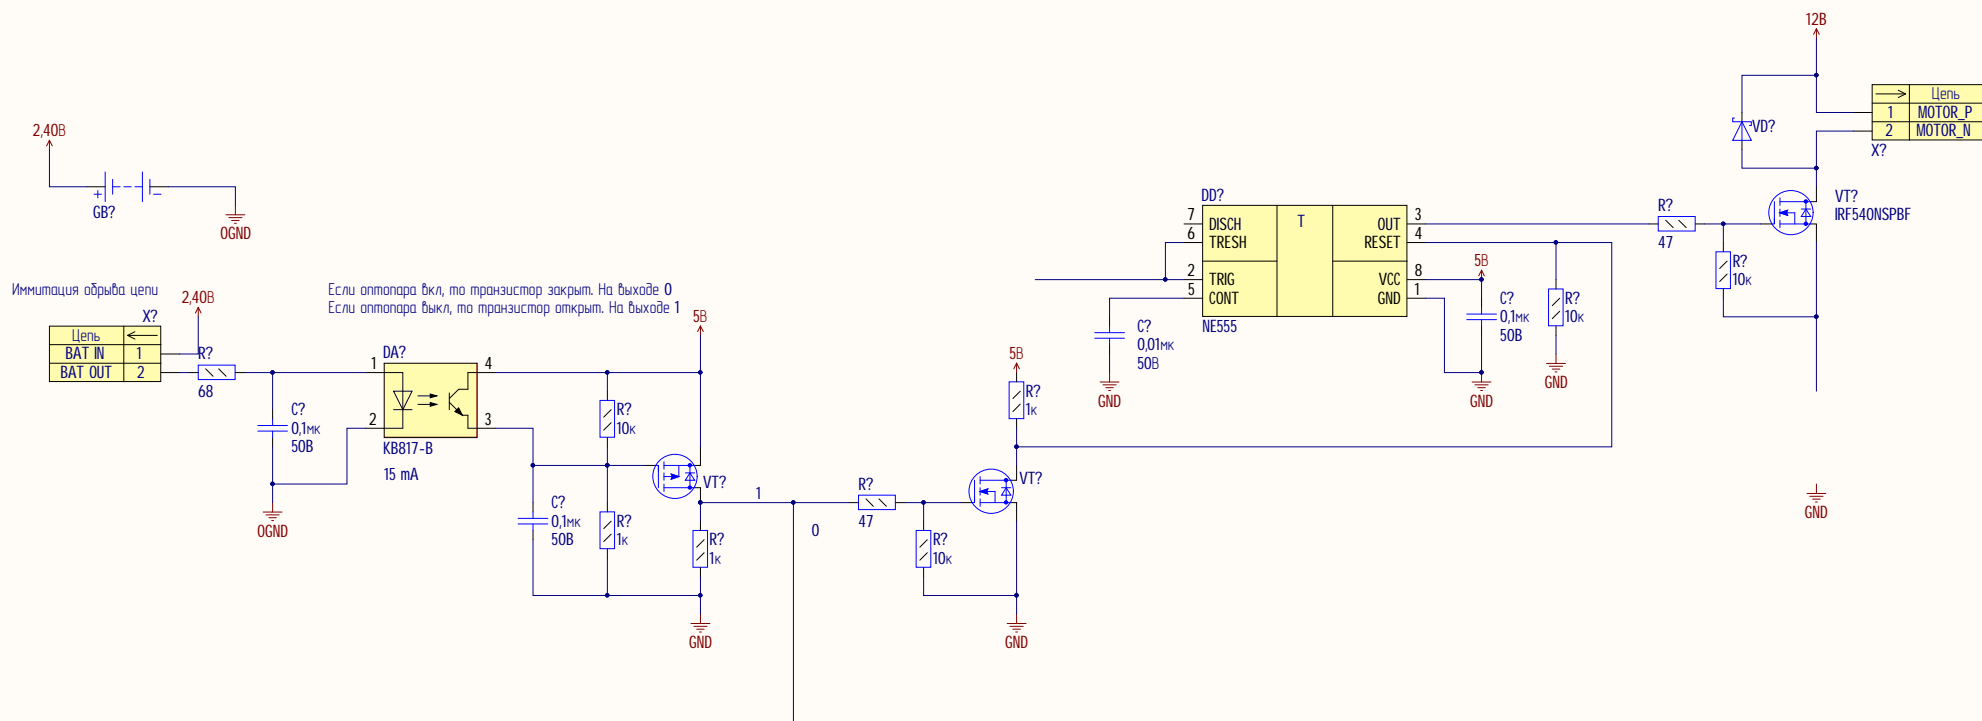 12В
2,40В
+
−
GB?
OGND
Иммитация обрыва цепи
2,40В
X?
Цепь
BAT IN 1
BAT OUT 2
R?
68
C?
0,1мк
50В
OGND
Если оптопара вкл, то транзистор закрыт. На выходе 0
Если оптопара выкл, то транзистор открыт. На выходе 1
DA?
1
2
4
3
KB817-B
15 mA
5В
R?
10к
C?
0,1мк
50В
R?
1к
VT?
R?
1к
GND
1
0
R?
47
R?
10к
5В
R?
1к
VT?
GND
DD?
7 DISCH
6 TRESH
2 TRIG
5 CONT
T
OUT 3
RESET 4
VCC 8
GND 1
NE555
C?
0,01мк
50В
GND
5В
C?
0,1мк
50В
GND
R?
10к
GND
R?
47
R?
10к
VD?
VT?
IRF540NSPBF
Цепь
1 MOTOR_P
2 MOTOR_N
X?
GND